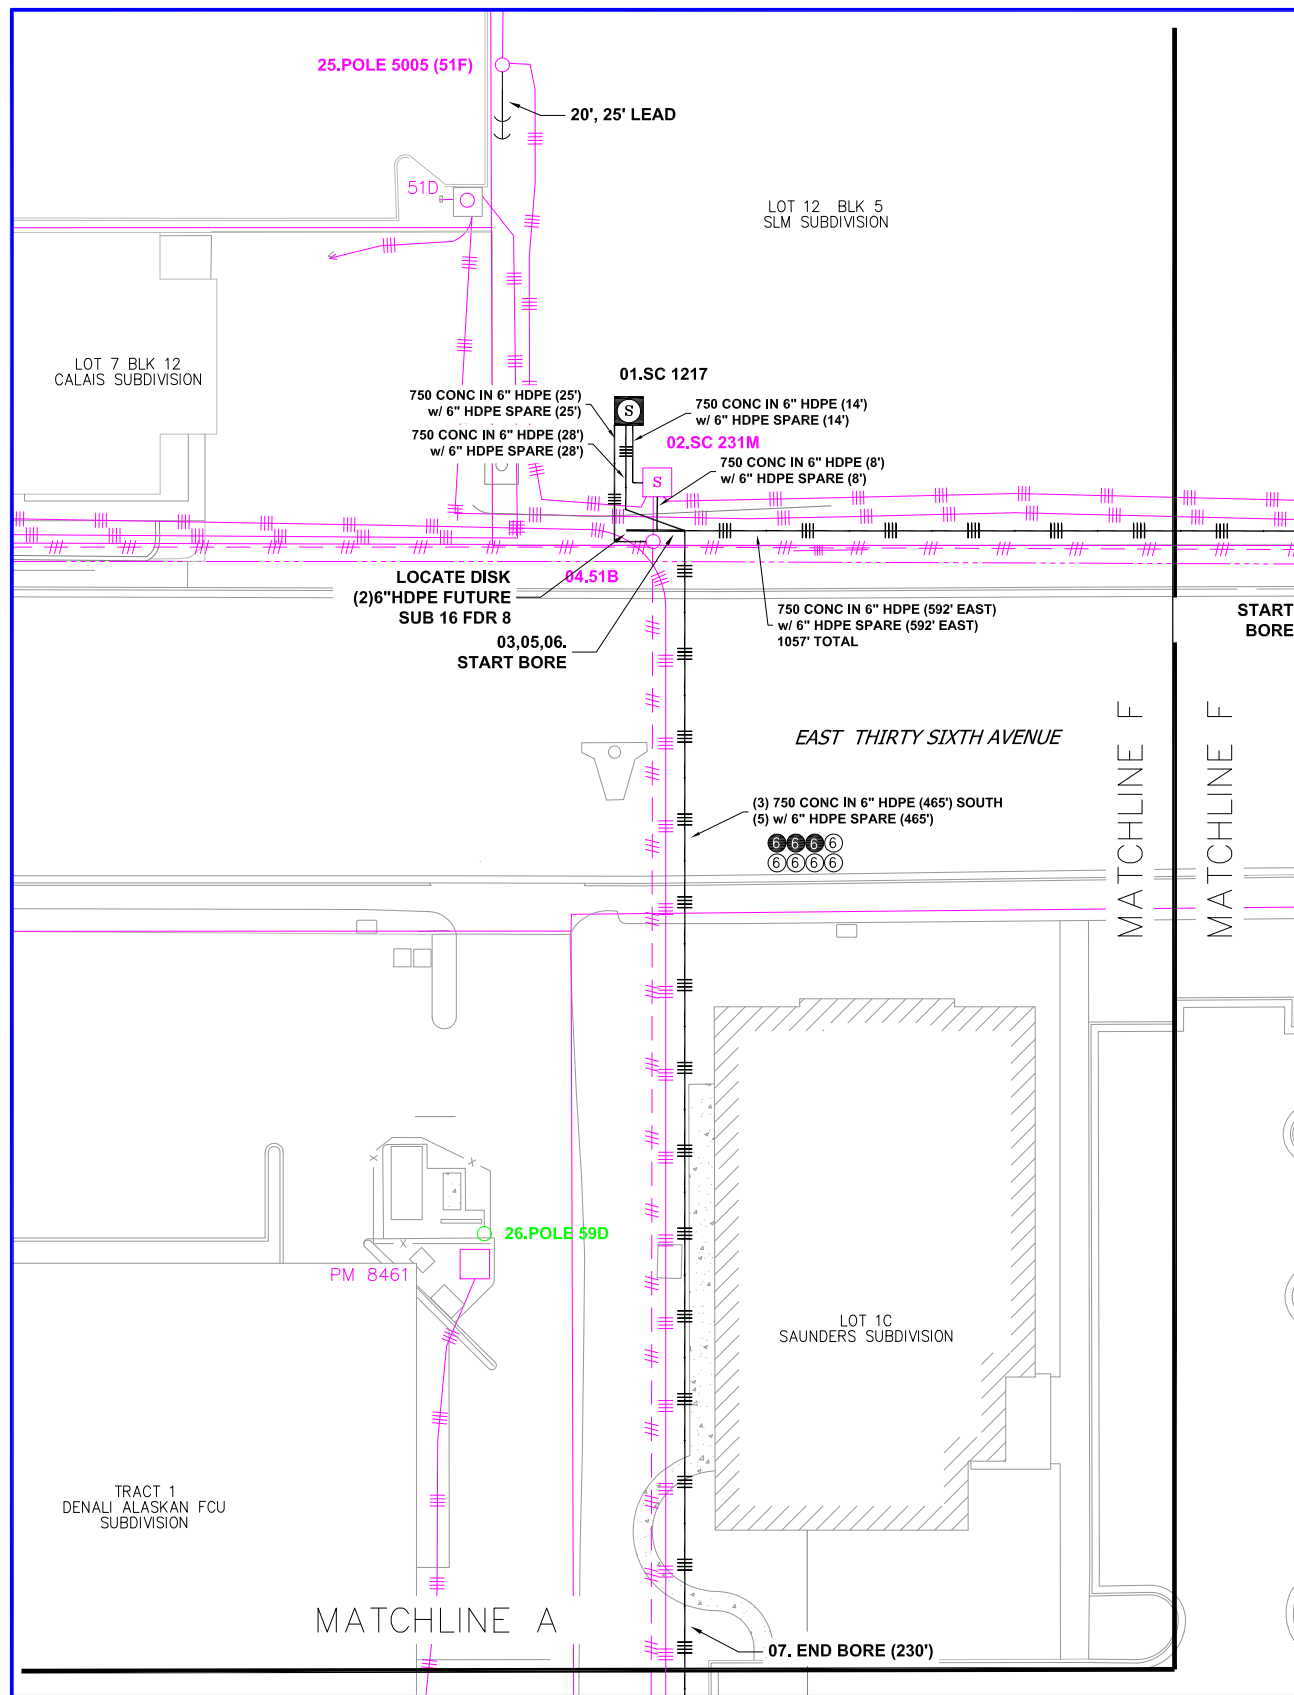 25.POLE 5005 (51F)
20', 25' LEAD
51D
LOT 12 BLK 5
SLM SUBDIVISION
LOT 7 BLK 12
CALAIS SUBDIVISION
01.SC 1217
750 CONC IN 6" HDPE (25')
w/ 6" HDPE SPARE (25')
S
750 CONC IN 6" HDPE (14')
w/ 6" HDPE SPARE (14')
750 CONC IN 6" HDPE (28')
w/ 6" HDPE SPARE (28')
02.SC 231M
750 CONC IN 6" HDPE (8')
w/ 6" HDPE SPARE (8')
S
LOCATE DISK
(2)6"HDPE FUTURE
SUB 16 FDR 8
04.51B
03,05,06.
START BORE
750 CONC IN 6" HDPE (592' EAST)
w/ 6" HDPE SPARE (592' EAST)
1057' TOTAL
START
BORE
MATCHLINE F
MATCHLINE F
EAST THIRTY SIXTH AVENUE
(3) 750 CONC IN 6" HDPE (465') SOUTH
(5) w/ 6" HDPE SPARE (465')
6 6 6 6
6 6 6 6
X
X
X
26.POLE 59D
PM 8461
LOT 1C
SAUNDERS SUBDIVISION
TRACT 1
DENALI ALASKAN FCU
SUBDIVISION
MATCHLINE A
07. END BORE (230')